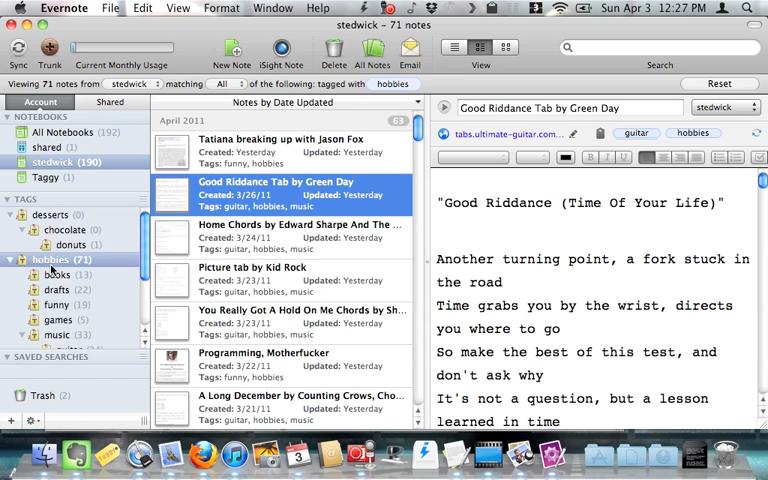 Evernote File Edit View Format Window Help Sun Apr 3 12:27 PM
stedwick — 71 notes
Sync Trunk Current Monthly Usage New Note iSight Note Delete All Notes Email View Search
Viewing 71 notes from stedwick matching All of the following: tagged with hobbies Reset
Account Shared
NOTEBOOKS
All Notebooks (192)
shared (1)
stedwick (190)
Taggy (1)
TAGS
desserts (0)
chocolate (0)
donuts (1)
hobbies (71)
books (13)
drafts (22)
funny (19)
games (5)
music (33)
SAVED SEARCHES
Trash (2)
Notes by Date Updated
April 2011 63
Tatiana breaking up with Jason Fox
Created: Yesterday Updated: Yesterday
Tags: funny, hobbies
Good Riddance Tab by Green Day
Created: 3/26/11 Updated: Yesterday
Tags: guitar, hobbies, music
Home Chords by Edward Sharpe And The ...
Created: 3/24/11 Updated: Yesterday
Tags: guitar, hobbies, music
Picture tab by Kid Rock
Created: 3/23/11 Updated: Yesterday
Tags: guitar, hobbies, music
You Really Got A Hold On Me Chords by Sh...
Created: 3/23/11 Updated: Yesterday
Tags: guitar, hobbies, music
Programming, Motherfucker
Created: 3/22/11 Updated: Yesterday
Tags: funny, hobbies
A Long December by Counting Crows, Cho...
Created: 3/21/11 Updated: Yesterday
Good Riddance Tab by Green Day stedwick
tabs.ultimate-guitar.com... guitar hobbies
B I U
"Good Riddance (Time Of Your Life)"
Another turning point, a fork stuck in
the road
Time grabs you by the wrist, directs
you where to go
So make the best of this test, and
don't ask why
It's not a question, but a lesson
learned in time